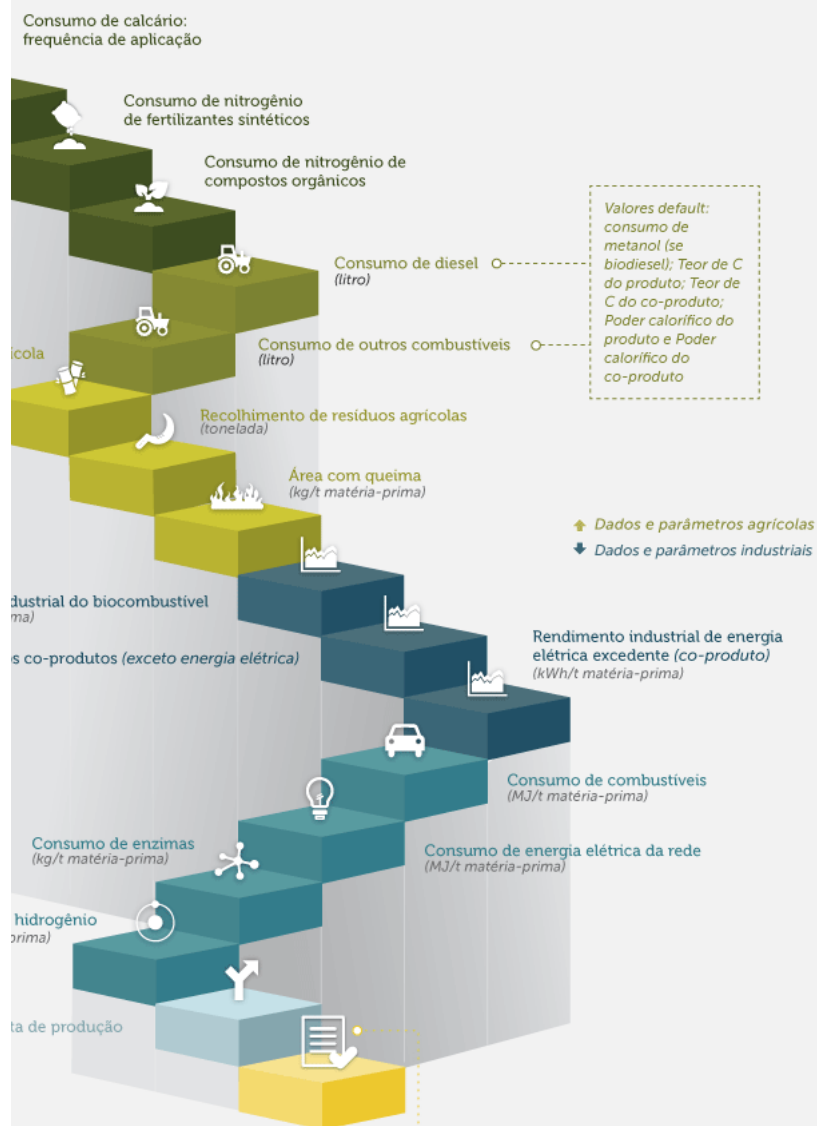 Consumo de calcário:
frequência de aplicação
Consumo de nitrogênio
de fertilizantes sintéticos
Consumo de nitrogênio de
compostos orgânicos
Valores default:
consumo de
metanol (se
biodiesel); Teor de C
do produto; Teor de
C do co-produto;
Poder calorífico do
produto e Poder
calorífico do
co-produto
Consumo de diesel
(litro)
Consumo de outros combustíveis
(litro)
ícola
Recolhimento de resíduos agrícolas
(tonelada)
Área com queima
(kg/t matéria-prima)
Dados e parâmetros agrícolas
Dados e parâmetros industriais
dustrial do biocombustível
ma)
os co-produtos (exceto energia elétrica)
Rendimento industrial de energia
elétrica excedente (co-produto)
(kWh/t matéria-prima)
Consumo de combustíveis
(MJ/t matéria-prima)
Consumo de enzimas
(kg/t matéria-prima)
Consumo de energia elétrica da rede
(MJ/t matéria-prima)
hidrogênio
prima)
ta de produção